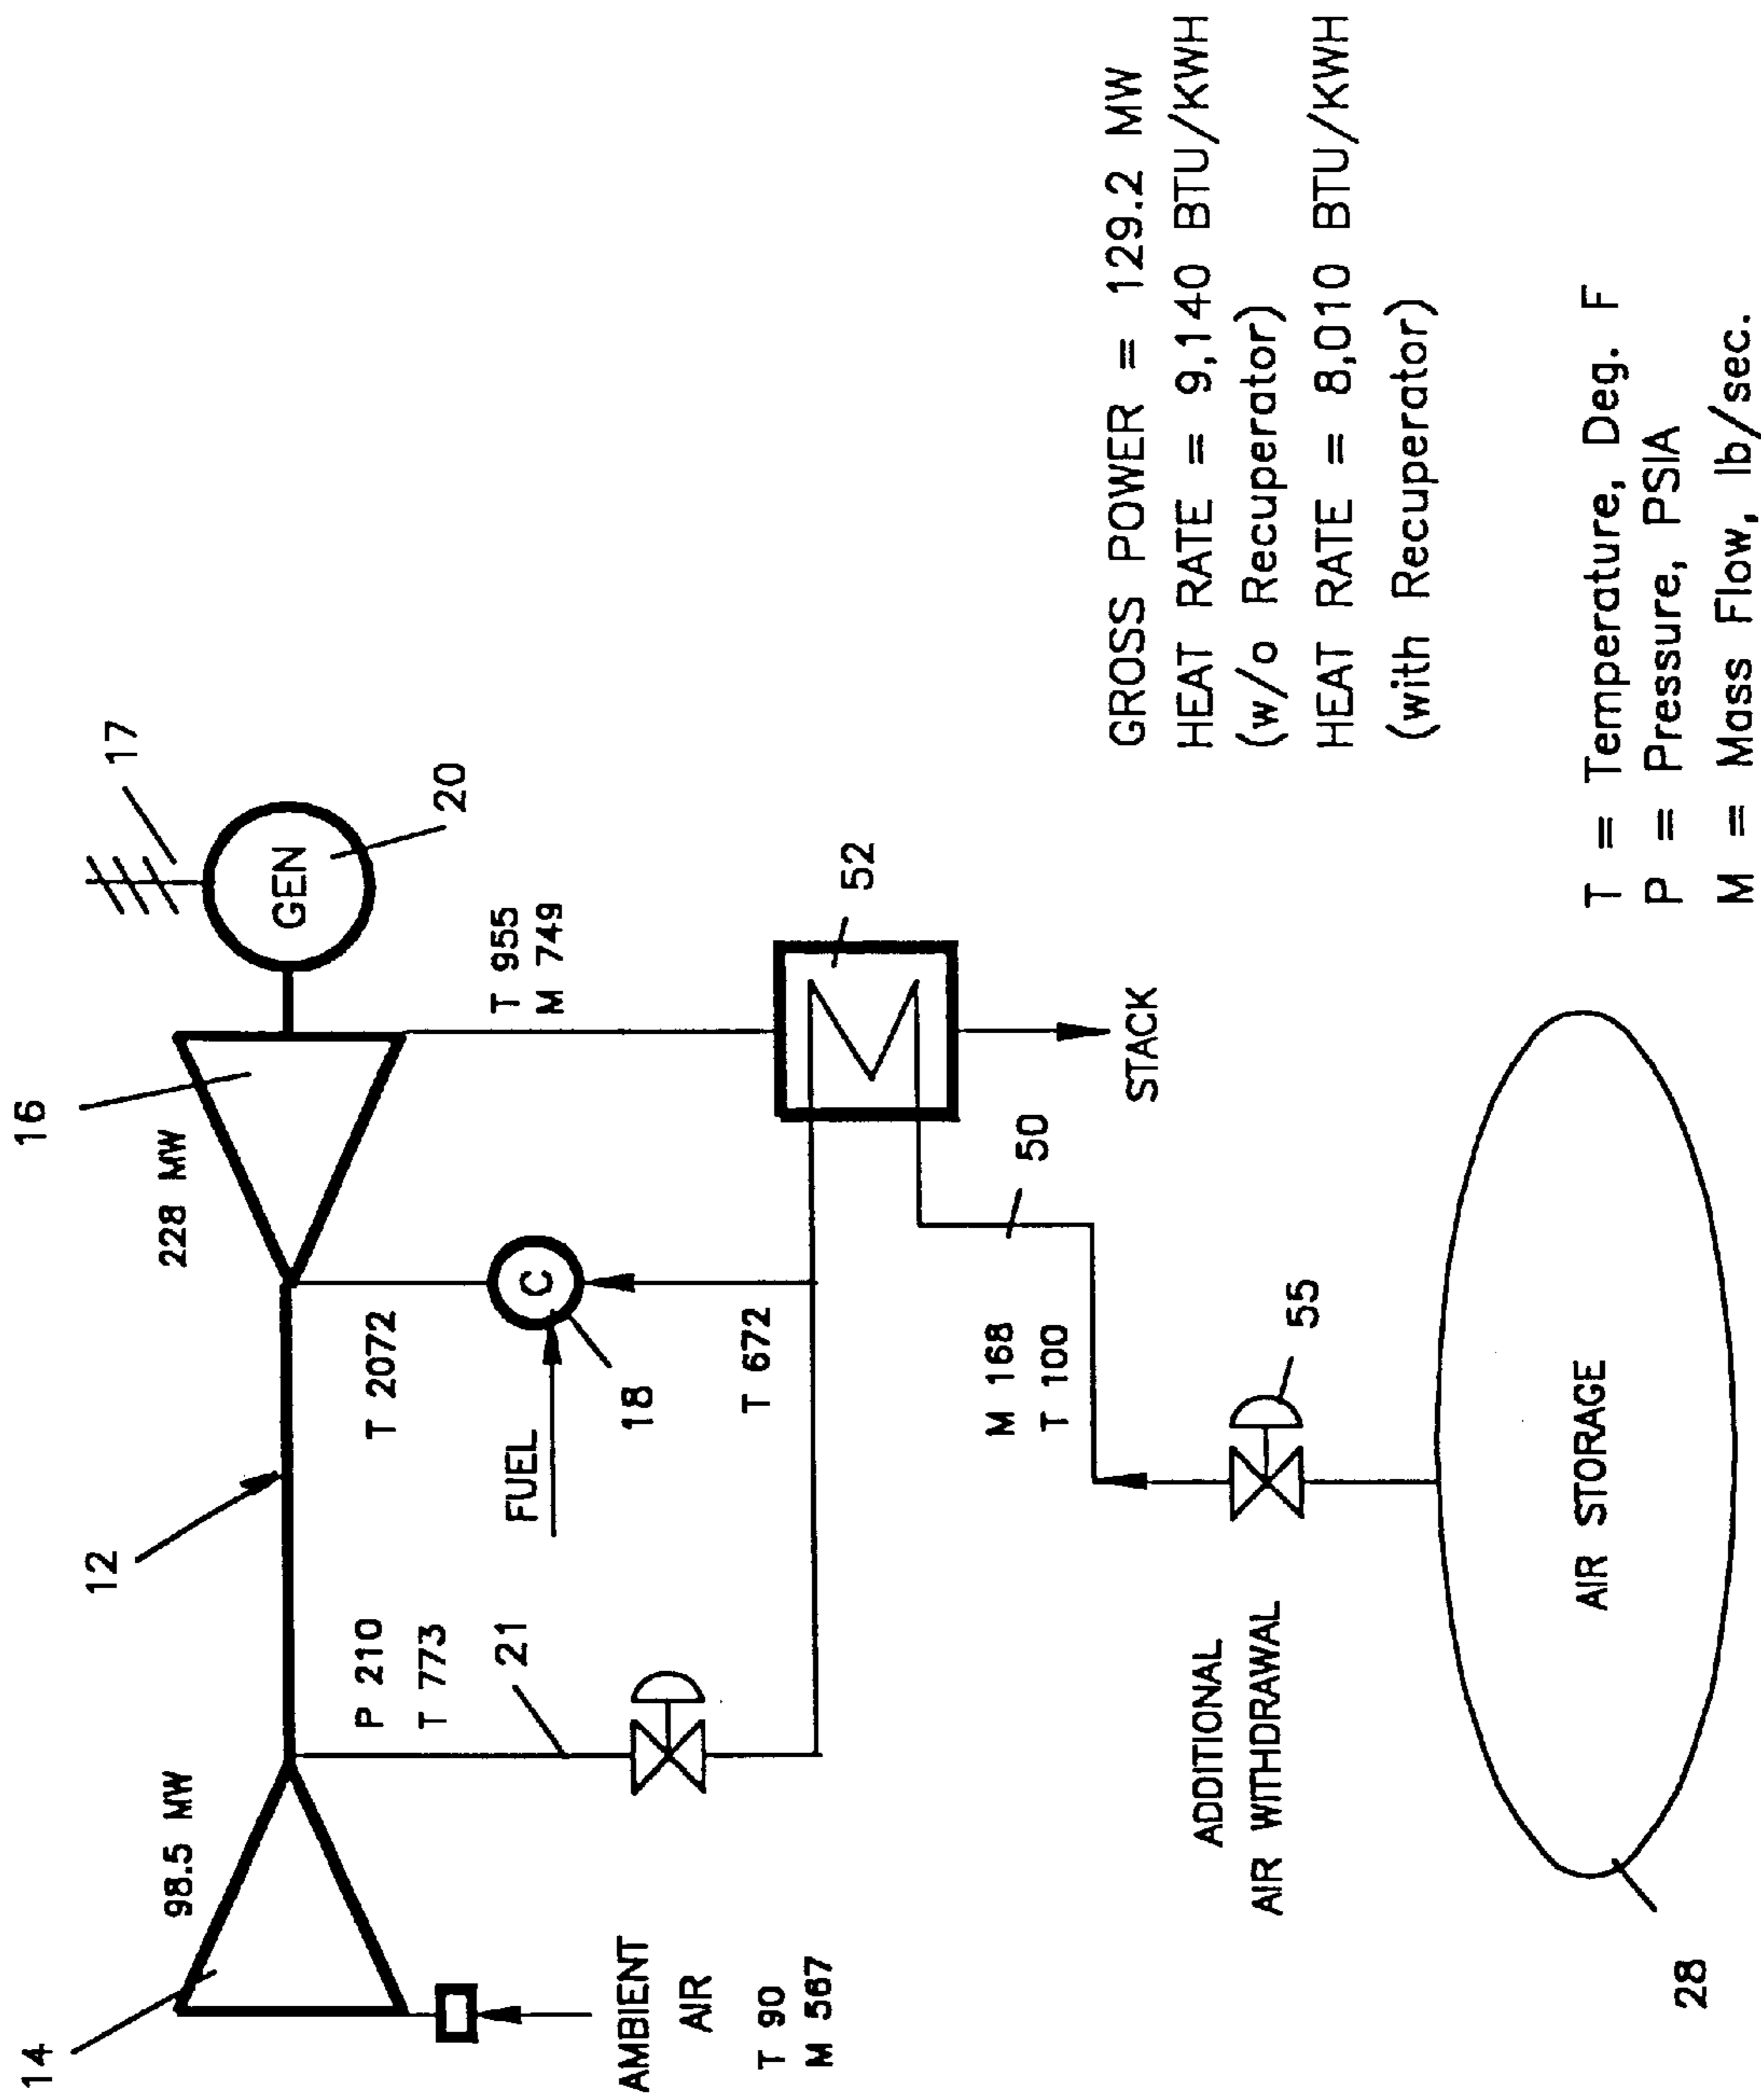 14
16
12
17
98.5 MW
228 MW
P 210
T 773
T 2072
GEN
20
21
FUEL
C
18
T 955
M 749
AMBIENT
AIR
T 90
M 567
T 672
52
M 168
T 100
50
STACK
ADDITIONAL
AIR WITHDRAWAL
55
GROSS POWER = 129.2 MW
HEAT RATE = 9,140 BTU/KWH
(w/o Recuperator)
HEAT RATE = 8,010 BTU/KWH
(with Recuperator)
AIR STORAGE
28
T = Temperature, Deg. F
P = Pressure, PSIA
M = Mass Flow, lb/sec.